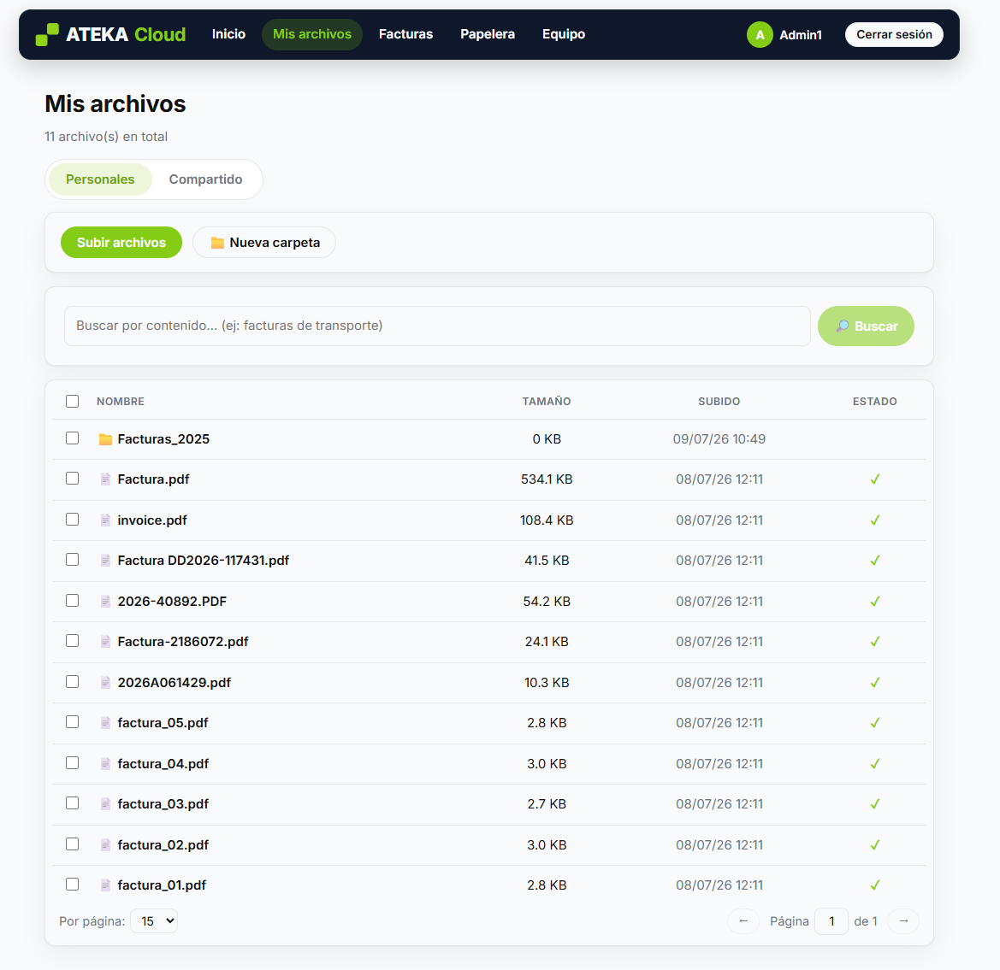 ATEKA Cloud Inicio Mis archivos Facturas Papelera Equipo A Admin1 Cerrar sesión
Mis archivos
11 archivo(s) en total
Personales Compartido
Subir archivos Nueva carpeta
Buscar por contenido... (ej: facturas de transporte) Buscar
NOMBRE TAMAÑO SUBIDO ESTADO
Facturas_2025 0 KB 09/07/26 10:49
Factura.pdf 534.1 KB 08/07/26 12:11 ✓
invoice.pdf 108.4 KB 08/07/26 12:11 ✓
Factura DD2026-117431.pdf 41.5 KB 08/07/26 12:11 ✓
2026-40892.PDF 54.2 KB 08/07/26 12:11 ✓
Factura-2186072.pdf 24.1 KB 08/07/26 12:11 ✓
2026A061429.pdf 10.3 KB 08/07/26 12:11 ✓
factura_05.pdf 2.8 KB 08/07/26 12:11 ✓
factura_04.pdf 3.0 KB 08/07/26 12:11 ✓
factura_03.pdf 2.7 KB 08/07/26 12:11 ✓
factura_02.pdf 3.0 KB 08/07/26 12:11 ✓
factura_01.pdf 2.8 KB 08/07/26 12:11 ✓
Por página: 15 ← Página 1 de 1 →